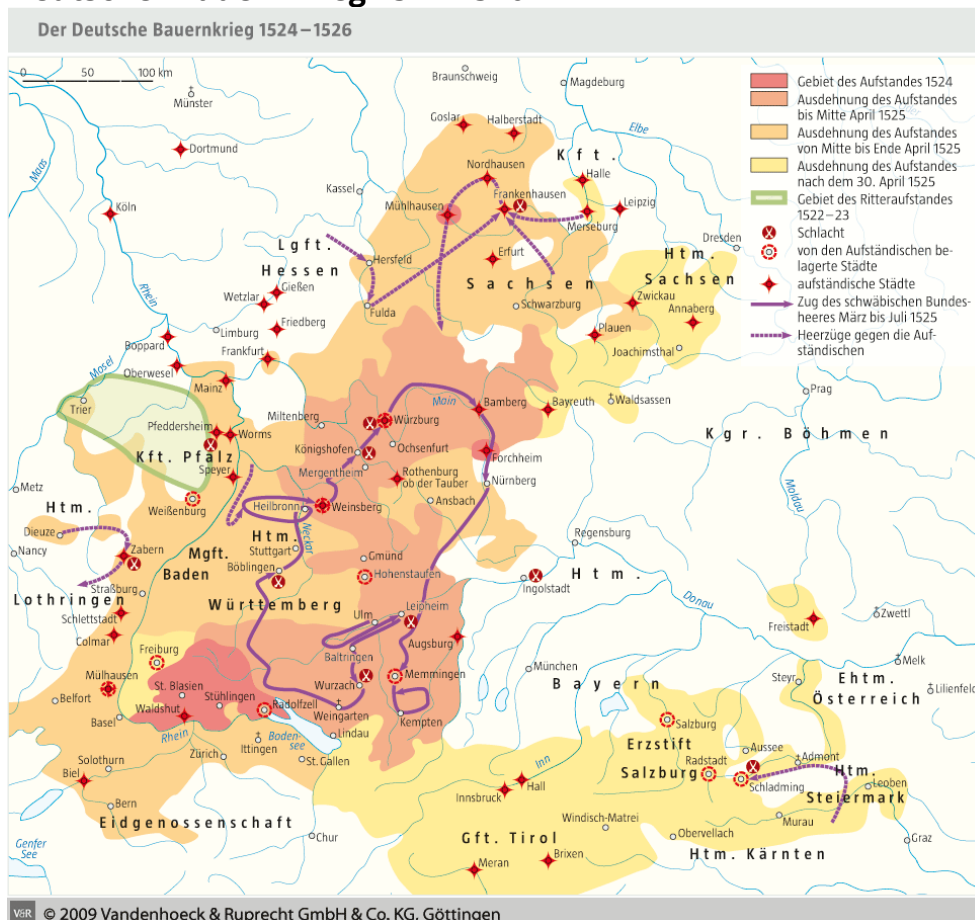 Der Deutsche Bauernkrieg 1524–1526
0 50 100 km
Gebiet des Aufstandes 1524
Ausdehnung des Aufstandes
bis Mitte April 1525
Ausdehnung des Aufstandes
von Mitte bis Ende April 1525
Ausdehnung des Aufstandes
nach dem 30. April 1525
Gebiet des Ritteraufstandes
1522–23
Schlacht
von den Aufständischen be-
lagerte Städte
aufständische Städte
Zug des schwäbischen Bundes-
heeres März bis Juli 1525
Heerzüge gegen die Auf-
ständischen
Braunschweig
Magdeburg
Münster
Goslar
Halberstadt
Elbe
Dortmund
Maas
Kft.
Nordhausen
Halle
Kassel
Frankenhausen
Leipzig
Köln
Mühlhausen
Merseburg
Lgft.
Hessen
Hersfeld
Erfurt
Dresden
Htm.
Sachsen
Sachsen
Gießen
Wetzlar
Rhein
Fulda
Schwarzburg
Zwickau
Annaberg
Limburg
Friedberg
Plauen
Boppard
Joachimsthal
Oberwesel
Frankfurt
Mosel
Mainz
Prag
Trier
Main
Bamberg
Bayreuth
Waldsassen
Miltenberg
Würzburg
Pfeddersheim
Worms
Kgr. Böhmen
Königshofen
Ochsenfurt
Kft. Pfalz
Forchheim
Mergentheim
Speyer
Rothenburg
ob der Tauber
Nürnberg
Metz
Moldau
Htm.
Weißenburg
Heilbronn
Weinsberg
Ansbach
Dieuze
Neckar
Htm.
Regensburg
Nancy
Zabern
Mgft.
Baden
Stuttgart
Gmünd
Böblingen
Hohenstaufen
Ingolstadt
Htm.
Straßburg
Lothringen
Württemberg
Donau
Schlettstadt
Ulm
Leipheim
Freistadt
Zwettl
Colmar
Augsburg
Freiburg
Baltringen
München
Melk
Mülhausen
St. Blasien
Memmingen
Bayern
Steyr
Ehtm.
Österreich
Belfort
Stühlingen
Wurzach
Lilienfeld
Waldshut
Radolfzell
Weingarten
Kempten
Salzburg
Basel
Rhein
Boden-
see
Lindau
Erzstift
Salzburg
Aussee
Ittingen
Admont
Solothurn
Zürich
St. Gallen
Radstadt
Htm.
Steiermark
Biel
Inn
Hall
Schladming
Leoben
Innsbruck
Bern
Murau
Eidgenossenschaft
Windisch-Matrei
Chur
Gft. Tirol
Obervellach
Graz
Genfer
See
Brixen
Htm. Kärnten
Meran
V&R © 2009 Vandenhoeck & Ruprecht GmbH & Co. KG, Göttingen